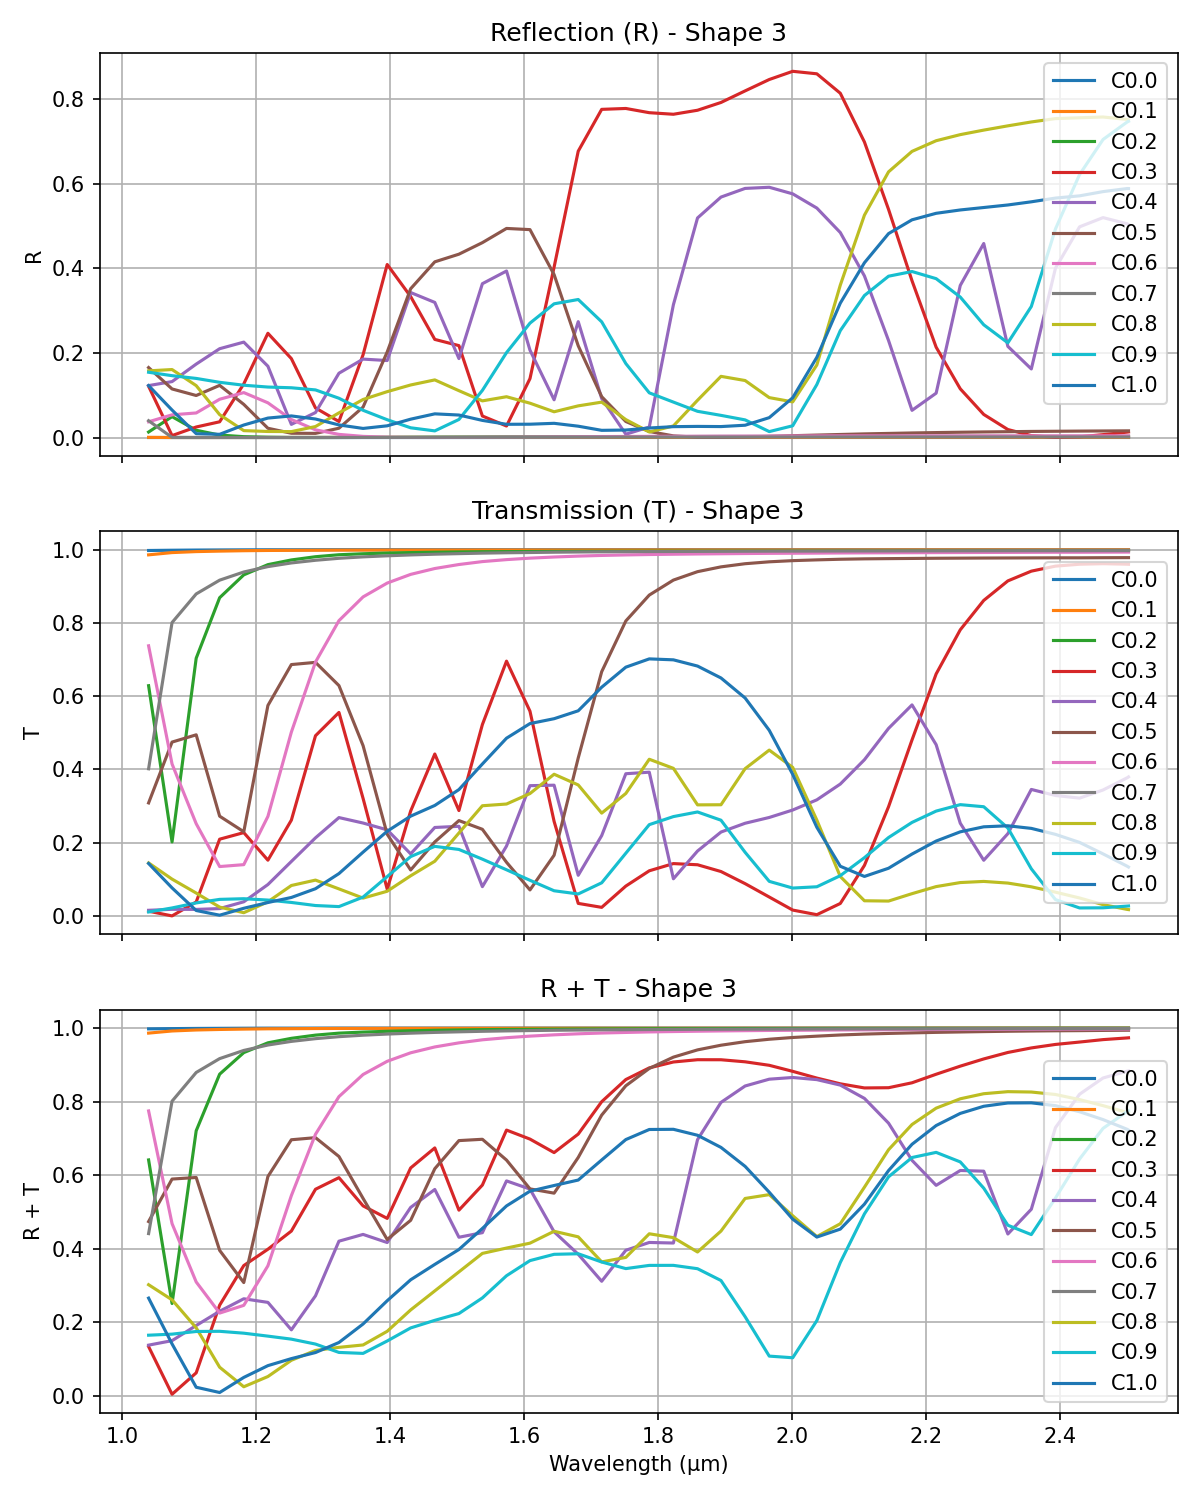 Reflection (R) - Shape 3
0.8
0.6
0.4
0.2
0.0
R
C0.0
C0.1
C0.2
C0.3
C0.4
C0.5
C0.6
C0.7
C0.8
C0.9
C1.0
Transmission (T) - Shape 3
1.0
0.8
0.6
0.4
0.2
0.0
T
C0.0
C0.1
C0.2
C0.3
C0.4
C0.5
C0.6
C0.7
C0.8
C0.9
C1.0
R + T - Shape 3
1.0
0.8
0.6
0.4
0.2
0.0
R + T
C0.0
C0.1
C0.2
C0.3
C0.4
C0.5
C0.6
C0.7
C0.8
C0.9
C1.0
1.0 1.2 1.4 1.6 1.8 2.0 2.2 2.4
Wavelength (μm)